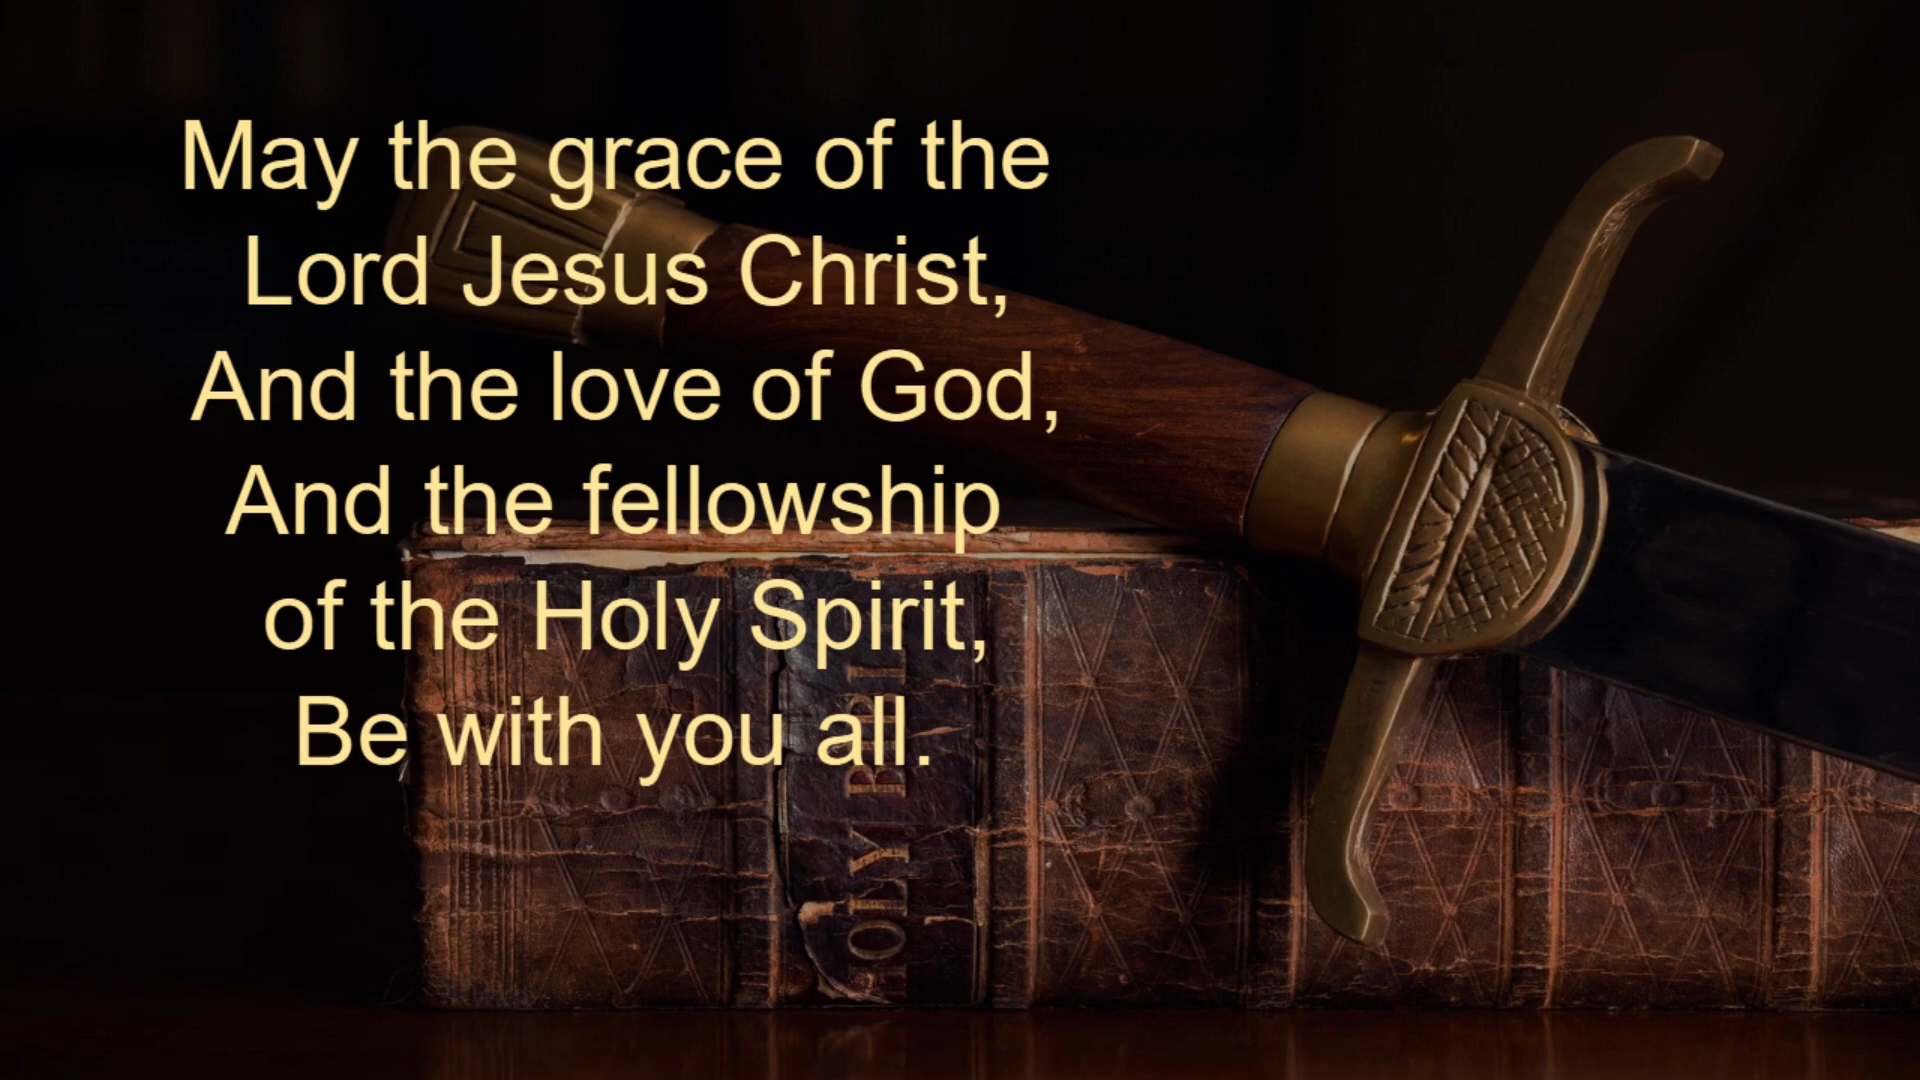 May the grace of the
Lord Jesus Christ,
And the love of God,
And the fellowship
of the Holy Spirit,
Be with you all.
HOLY BIBL